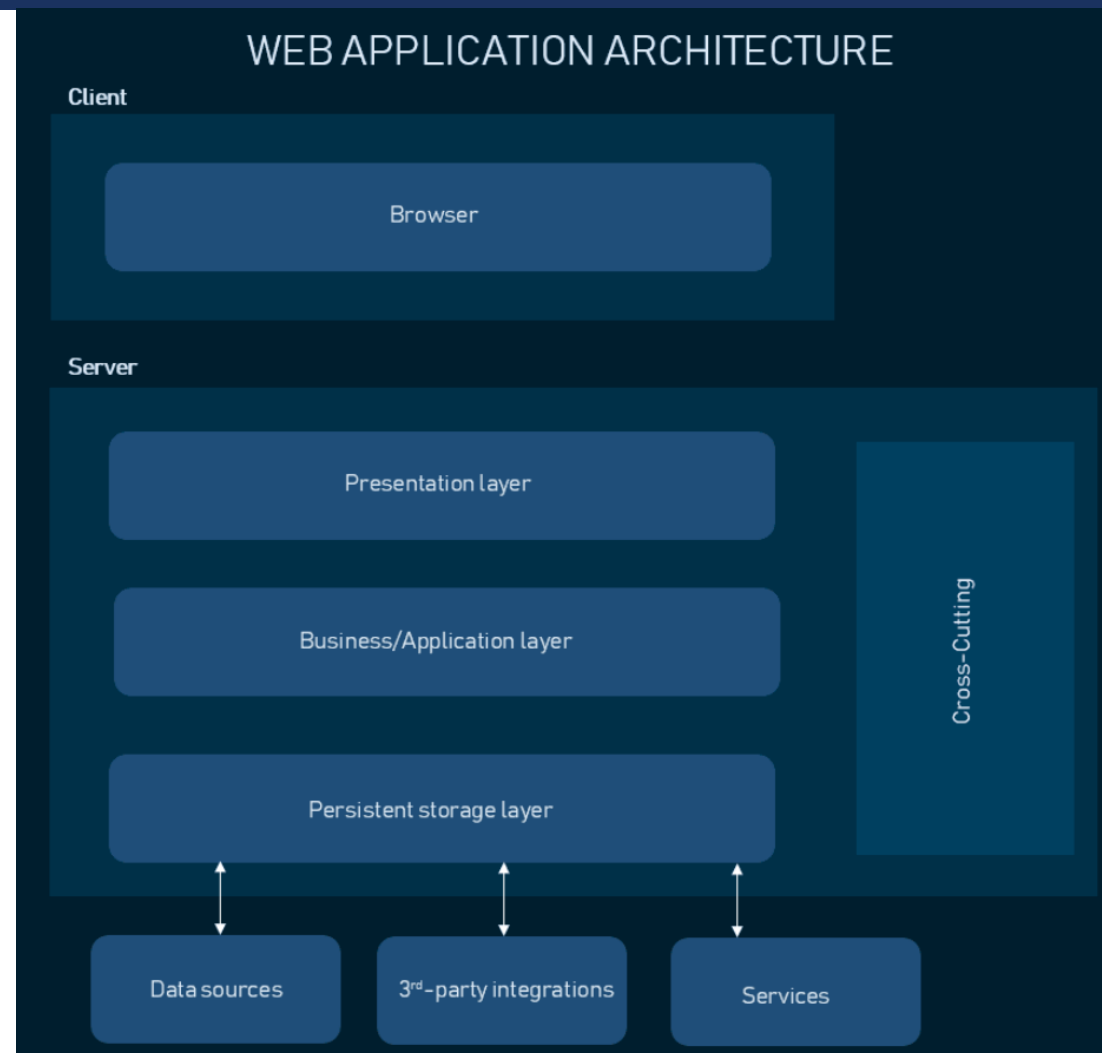 WEB APPLICATION ARCHITECTURE
Client
Browser
Server
Presentation layer
Business/Application layer
Cross-Cutting
Persistent storage layer
Data sources
3rd-party integrations
Services